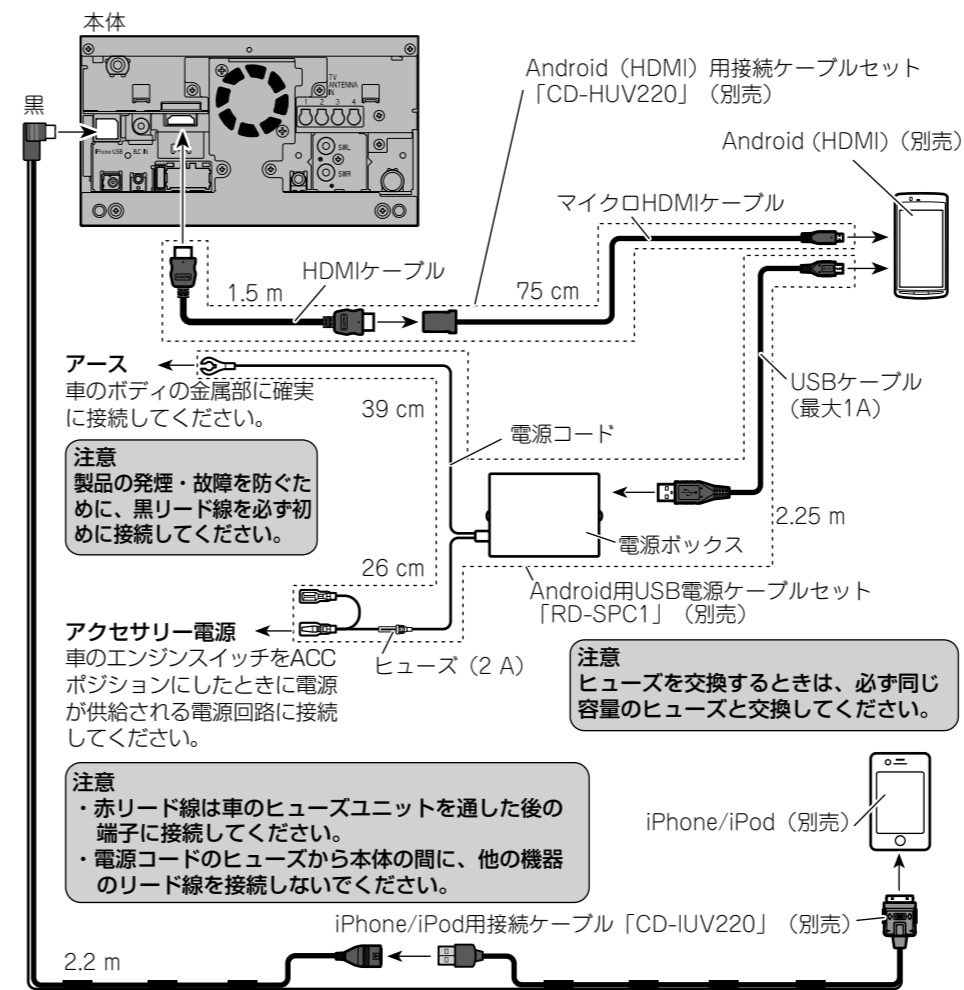 本体
TV
ANTENNA
IN
1 2 3 4
黒
iPhone USB
SWL
SWR
Android（HDMI）用接続ケーブルセット
「CD-HUV220」（別売）
Android (HDMI)（別売）
マイクロHDMIケーブル
HDMIケーブル
1.5 m
75 cm
アース
車のボディの金属部に確実
に接続してください。
39 cm
USBケーブル
（最大1A）
電源コード
注意
製品の発煙・故障を防ぐた
めに、黒リード線を必ず初
めに接続してください。
2.25 m
電源ボックス
26 cm
Android用USB電源ケーブルセット
「RD-SPC1」（別売）
アクセサリー電源
車のエンジンスイッチをACC
ポジションにしたときに電源
が供給される電源回路に接続
してください。
ヒューズ（2 A）
注意
ヒューズを交換するときは、必ず同じ
容量のヒューズと交換してください。
注意
・赤リード線は車のヒューズユニットを通した後の
端子に接続してください。
・電源コードのヒューズから本体の間に、他の機器
のリード線を接続しないでください。
iPhone/iPod（別売）
iPhone/iPod用接続ケーブル「CD-IUV220」（別売）
2.2 m